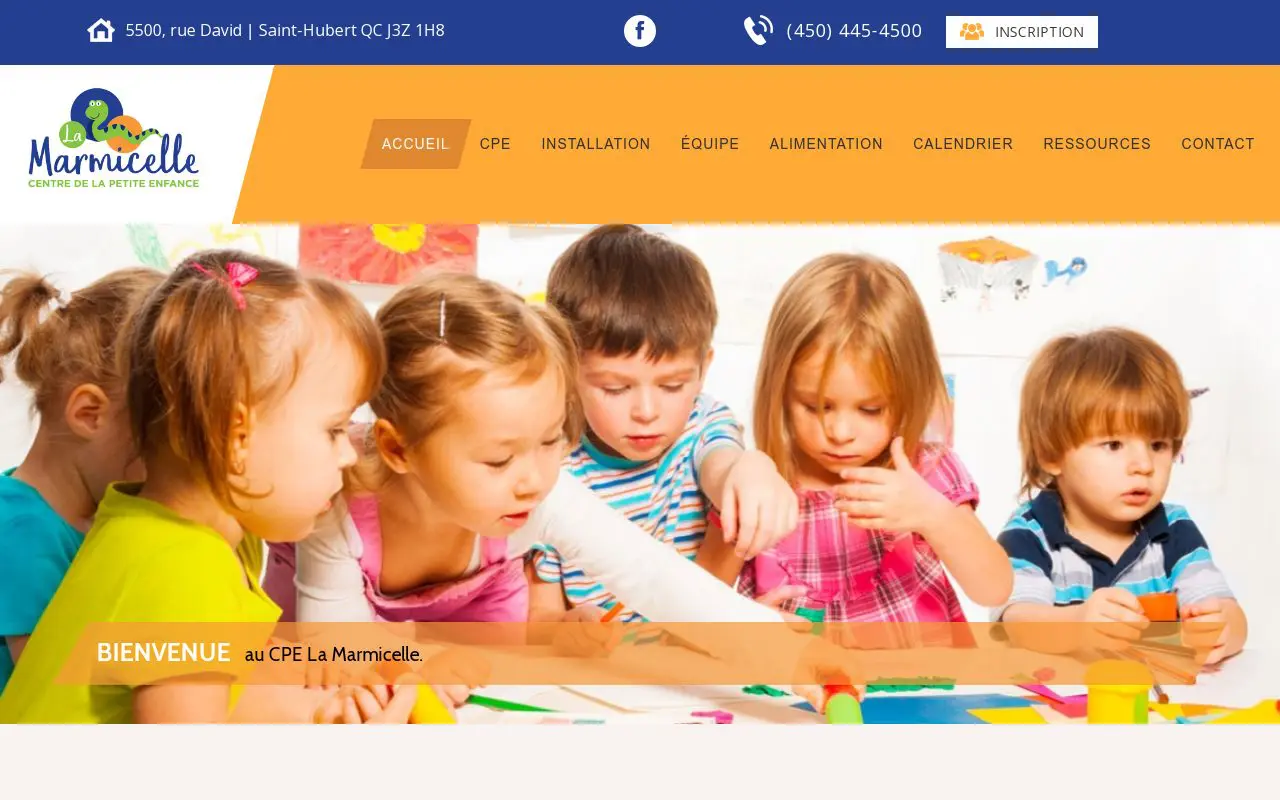 5500, rue David | Saint-Hubert QC J3Z 1H8
(450) 445-4500
INSCRIPTION
La
Marmicelle
CENTRE DE LA PETITE ENFANCE
ACCUEIL
CPE
INSTALLATION
ÉQUIPE
ALIMENTATION
CALENDRIER
RESSOURCES
CONTACT
BIENVENUE au CPE La Marmicelle.